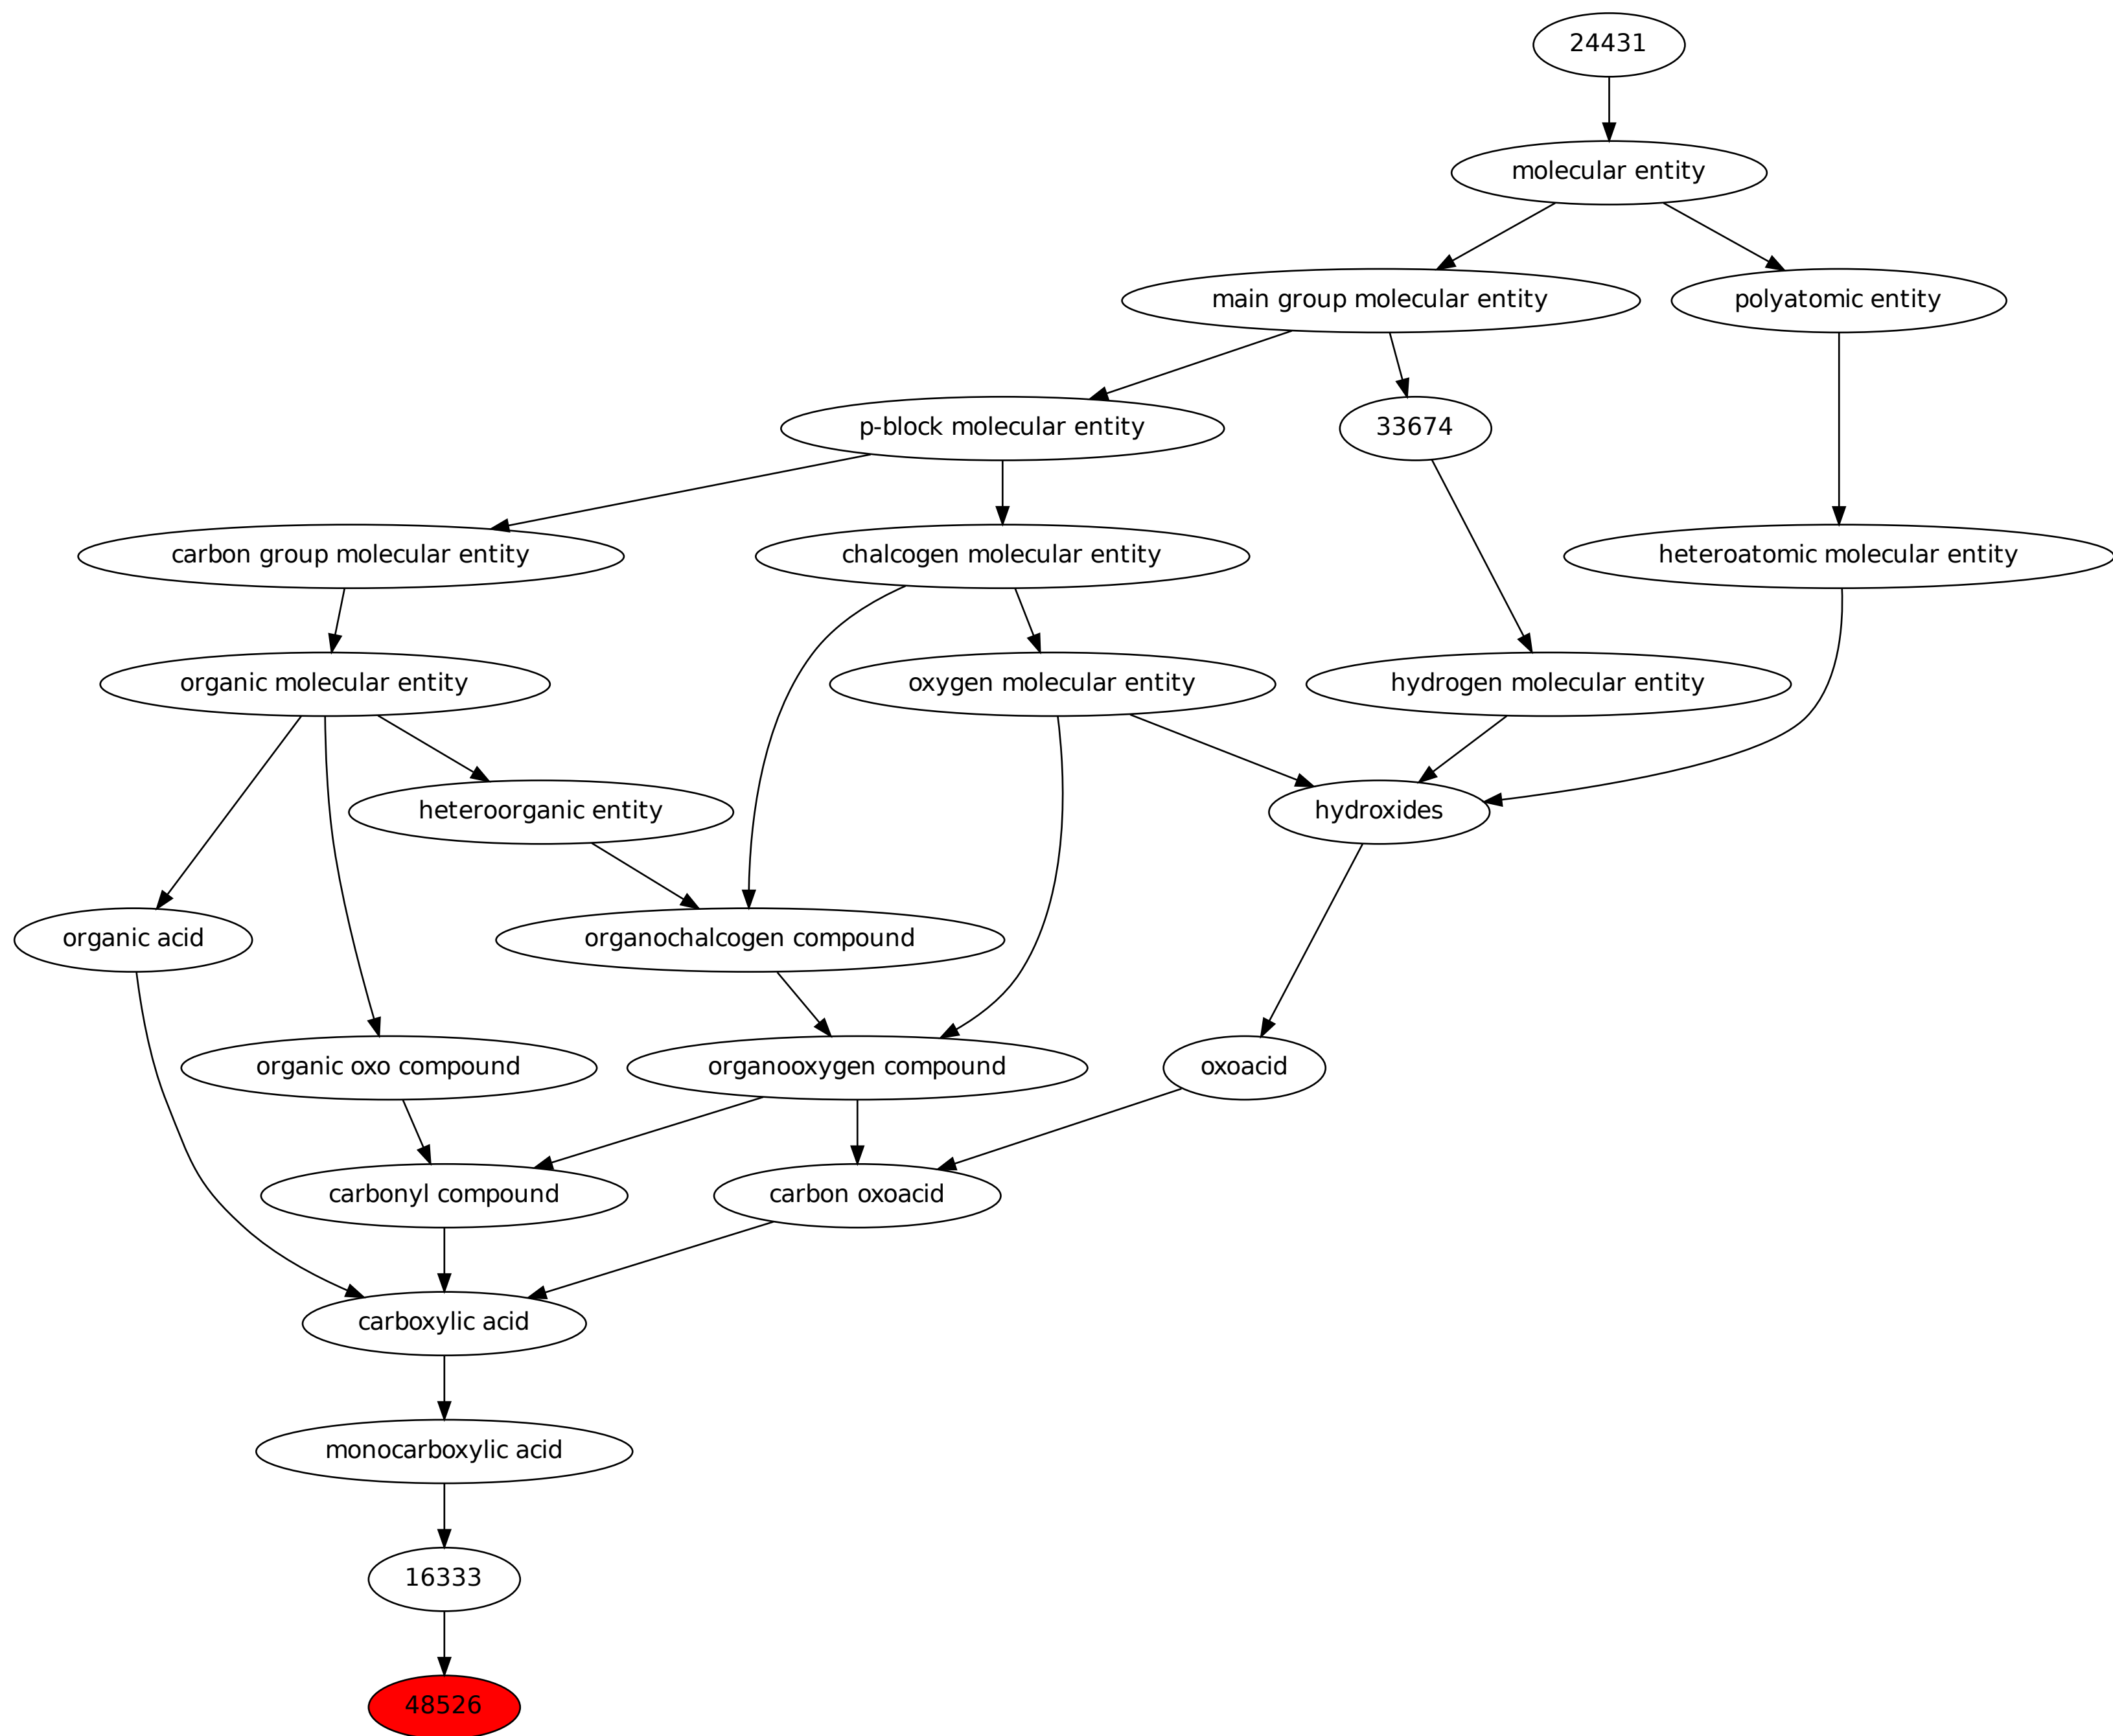 24431
molecular entity
main group molecular entity
polyatomic entity
p-block molecular entity
33674
carbon group molecular entity
chalcogen molecular entity
heteroatomic molecular entity
organic molecular entity
oxygen molecular entity
hydrogen molecular entity
heteroorganic entity
hydroxides
organic acid
organochalcogen compound
organic oxo compound
organooxygen compound
oxoacid
carbonyl compound
carbon oxoacid
carboxylic acid
monocarboxylic acid
16333
48526